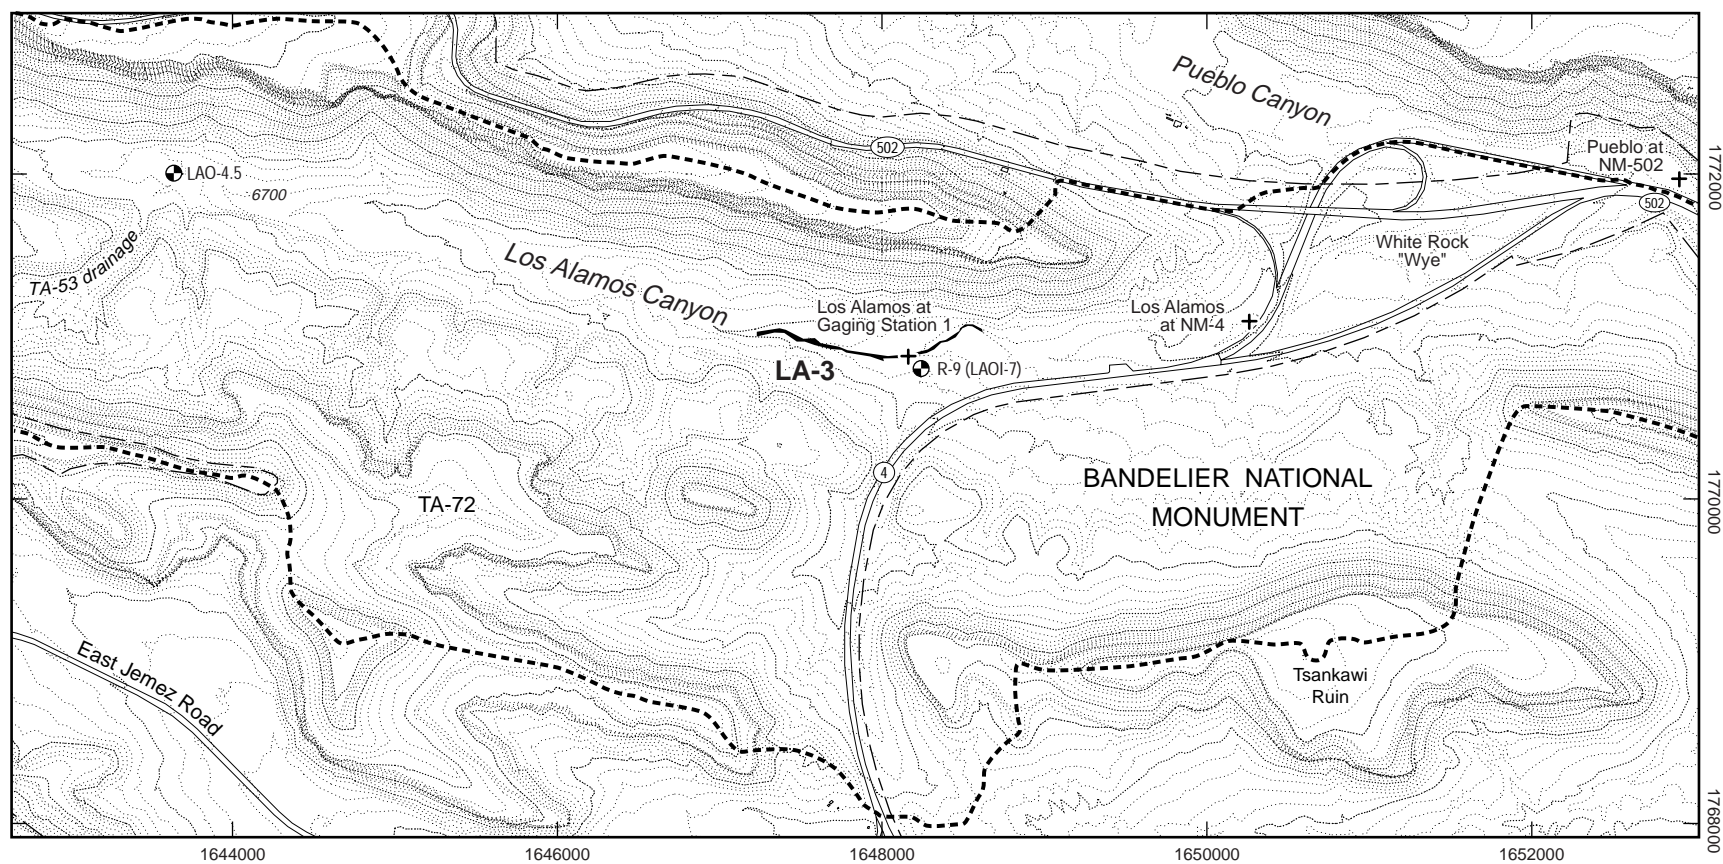 Pueblo Canyon
502
Pueblo at
NM-502
LAO-4.5
6700
502
1772000
White Rock
"Wye"
TA-53 drainage
Los Alamos Canyon
Los Alamos at
Gaging Station 1
Los Alamos
at NM-4
LA-3
R-9 (LAOI-7)
4
BANDELIER NATIONAL
MONUMENT
TA-72
1770000
East Jemez Road
Tsankawi
Ruin
1768000
1644000
1646000
1648000
1650000
1652000